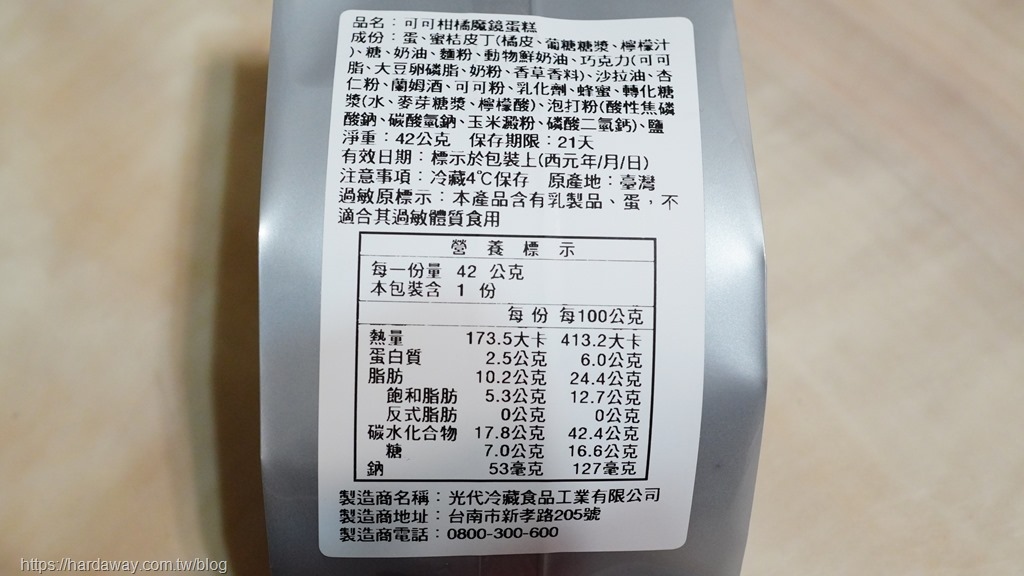 品名：可可柑橘魔鏡蛋糕
成份：蛋、蜜桔皮丁(橘皮、葡萄糖漿、檸檬汁
)、糖、奶油、麵粉、動物鮮奶油、巧克力(可可
脂、大豆卵磷脂、奶粉、香草香料)、沙拉油、杏
仁粉、蘭姆酒、可可粉、乳化劑、蜂蜜、轉化糖
漿(水、麥芽糖漿、檸檬酸)、泡打粉(酸性焦磷
酸鈉、碳酸氫鈉、玉米澱粉、磷酸二氫鈣)、鹽
淨重：42公克　保存期限：21天
有效日期：標示於包裝上(西元年/月/日)
注意事項：冷藏4℃保存　原產地：臺灣
過敏原標示：本產品含有乳製品、蛋，不
適合其過敏體質食用
營養標示
每一份量 42 公克
本包裝含 1 份
每份 每100公克
熱量 173.5大卡 413.2大卡
蛋白質 2.5公克 6.0公克
脂肪 10.2公克 24.4公克
飽和脂肪 5.3公克 12.7公克
反式脂肪 0公克 0公克
碳水化合物 17.8公克 42.4公克
糖 7.0公克 16.6公克
鈉 53毫克 127毫克
製造商名稱：光代冷藏食品工業有限公司
製造商地址：台南市新孝路205號
製造商電話：0800-300-600
https://hardaway.com.tw/blog